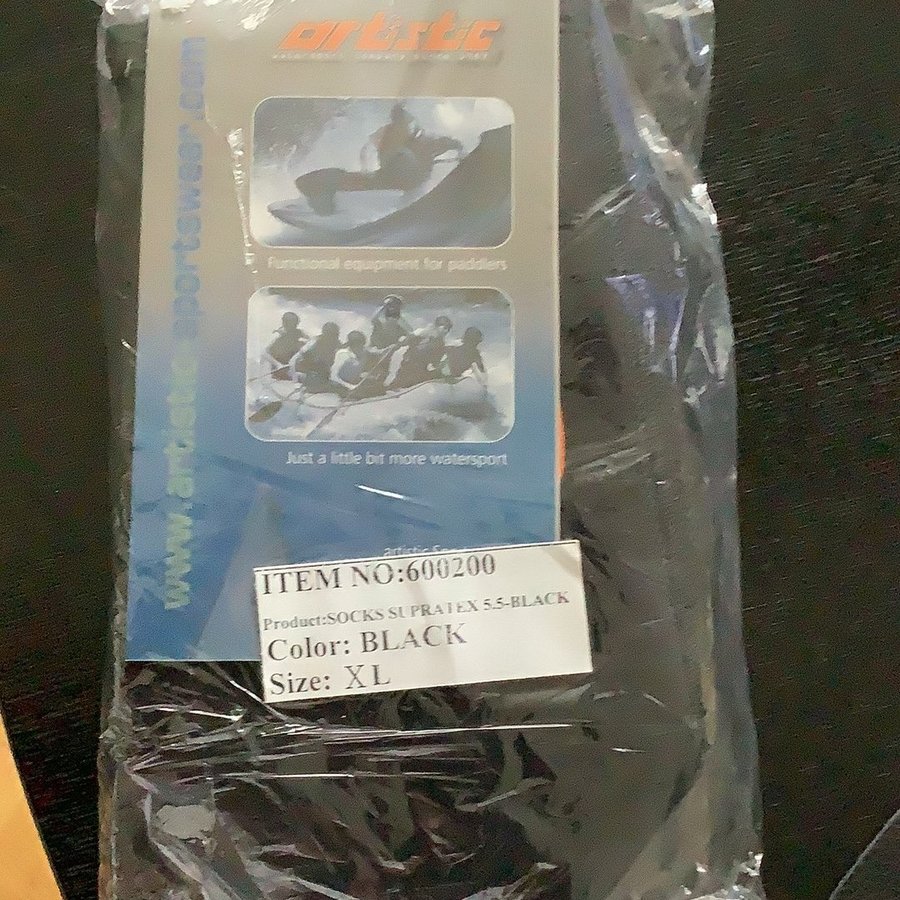 artistic
www.artistic-sportswear.com
Functional equipment for paddlers
Just a little bit more watersport
artistic
ITEM NO:600200
Product:SOCKS SUPRATEX 5.5-BLACK
Color: BLACK
Size: XL